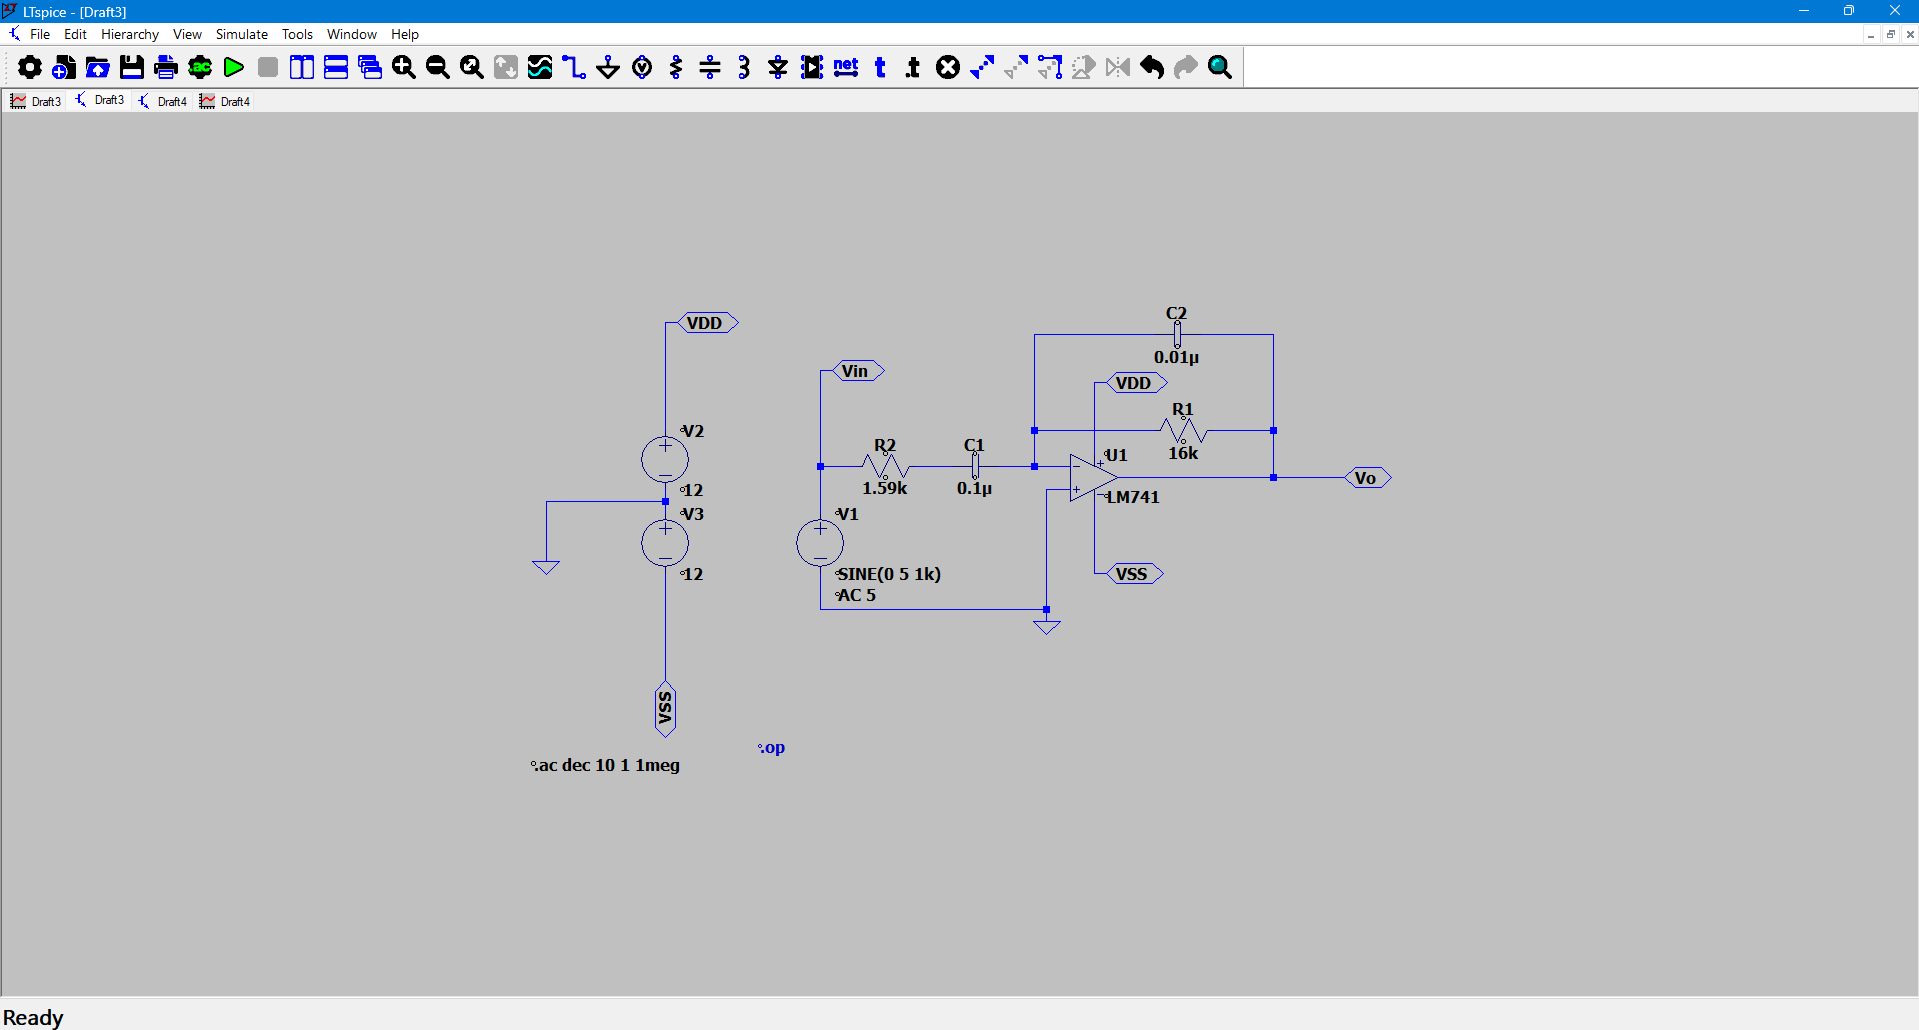 LTspice - [Draft3]
File Edit Hierarchy View Simulate Tools Window Help
.ac net t .t
Draft3 Draft3 Draft4 Draft4
C2
VDD
0.01µ
Vin
VDD
R1
V2
R2
C1
16k
U1
1.59k
0.1µ
Vo
12
LM741
V3
V1
12
SINE(0 5 1k)
VSS
AC 5
VSS
.op
.ac dec 10 1 1meg
Ready